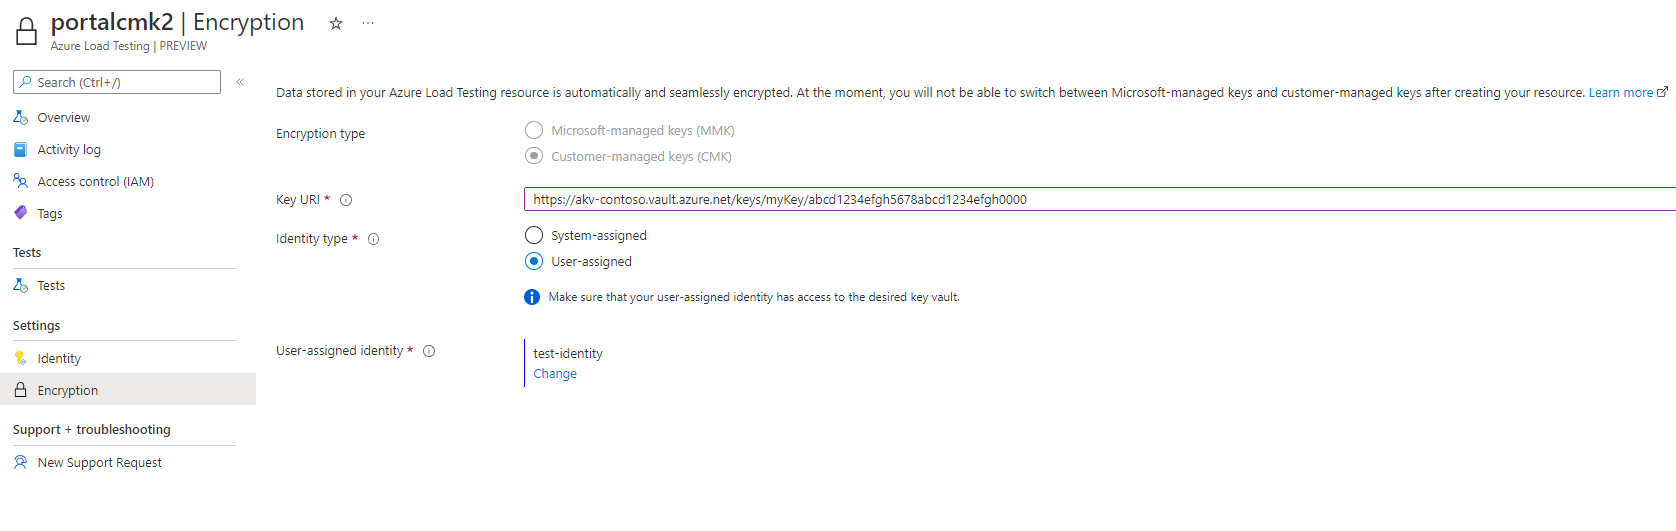 portalcmk2 | Encryption
Azure Load Testing | PREVIEW
Search (Ctrl+/)
Overview
Activity log
Access control (IAM)
Tags
Tests
Tests
Settings
Identity
Encryption
Support + troubleshooting
New Support Request
Data stored in your Azure Load Testing resource is automatically and seamlessly encrypted. At the moment, you will not be able to switch between Microsoft-managed keys and customer-managed keys after creating your resource. Learn more
Encryption type
Microsoft-managed keys (MMK)
Customer-managed keys (CMK)
Key URI *
https://akv-contoso.vault.azure.net/keys/myKey/abcd1234efgh5678abcd1234efgh0000
Identity type *
System-assigned
User-assigned
Make sure that your user-assigned identity has access to the desired key vault.
User-assigned identity *
test-identity
Change